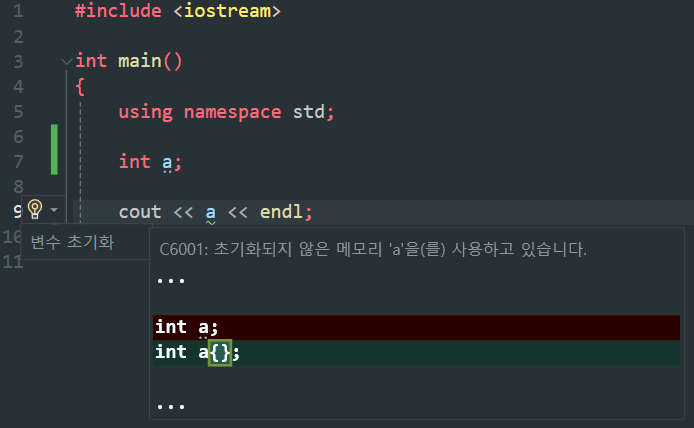 1 #include <iostream>
2
3 int main()
4 {
5 using namespace std;
6
7 int a;
8
9 cout << a << endl;
10 변수 초기화
11
C6001: 초기화되지 않은 메모리 'a'을(를) 사용하고 있습니다.
...
int a;
int a{};
...